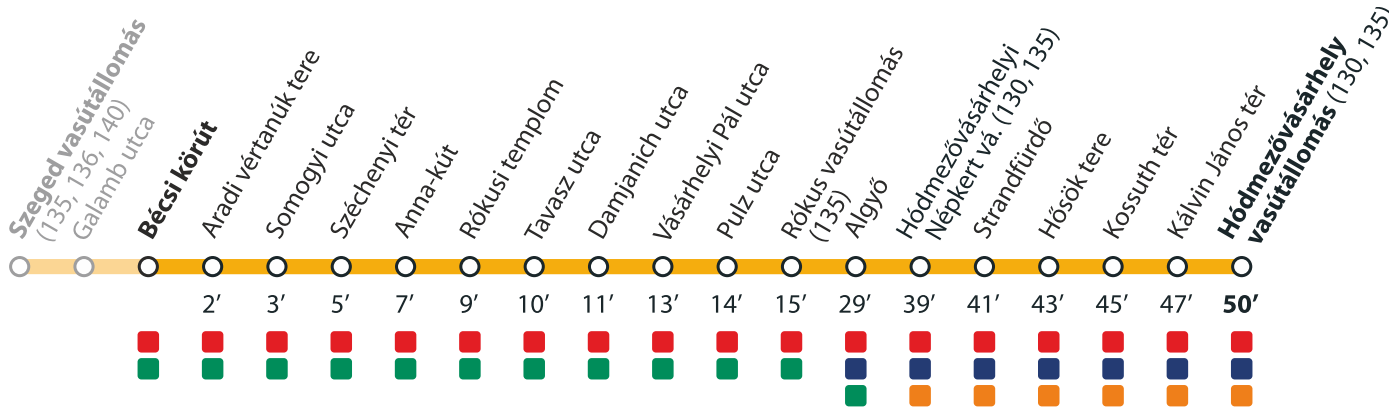 Szeged vasútállomás
(135, 136, 140)
Galamb utca
Bécsi körút
Aradi vértanúk tere
Somogyi utca
Széchenyi tér
Anna-kút
Rókusi templom
Tavasz utca
Damjanich utca
Vásárhelyi Pál utca
Pulz utca
Rókus vasútállomás
(135)
Algyő
Hódmezővásárhelyi
Népkert vá. (130, 135)
Strandfürdő
Hősök tere
Kossuth tér
Kálvin János tér
Hódmezővásárhely
vasútállomás (130, 135)
2′ 3′ 5′ 7′ 9′ 10′ 11′ 13′ 14′ 15′ 29′ 39′ 41′ 43′ 45′ 47′ 50′